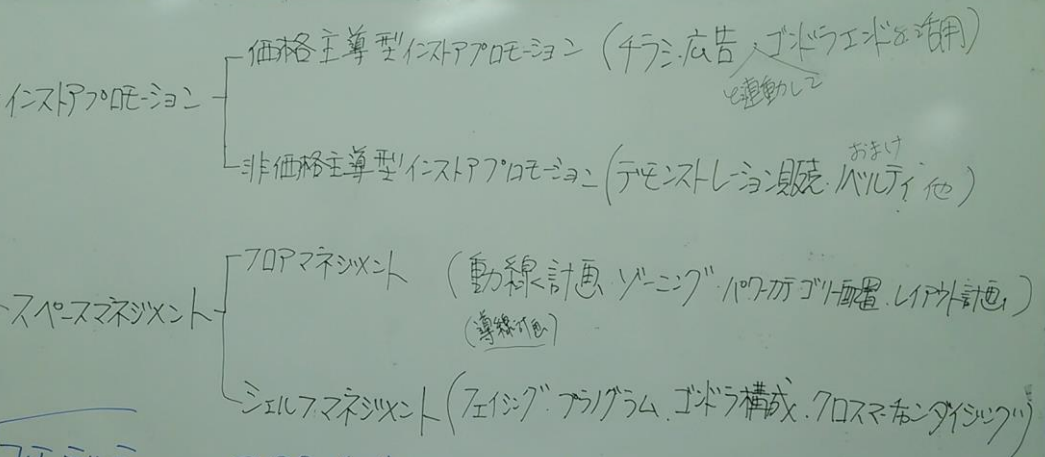 価格主導型インストアプロモーション (チラシ・広告、ゴンドラエンドを活用)
と連動して
インストアプロモーション
おまけ
非価格主導型インストアプロモーション (デモンストレーション販売・ノベルティ 他)
フロアマネジメント (動線計画・ゾーニング・パワーカテゴリー配置・レイアウト計画)
(導線計画)
スペースマネジメント
シェルフマネジメント (フェイシング・プラノグラム・ゴンドラ構成・クロスマーチャンダイジング)